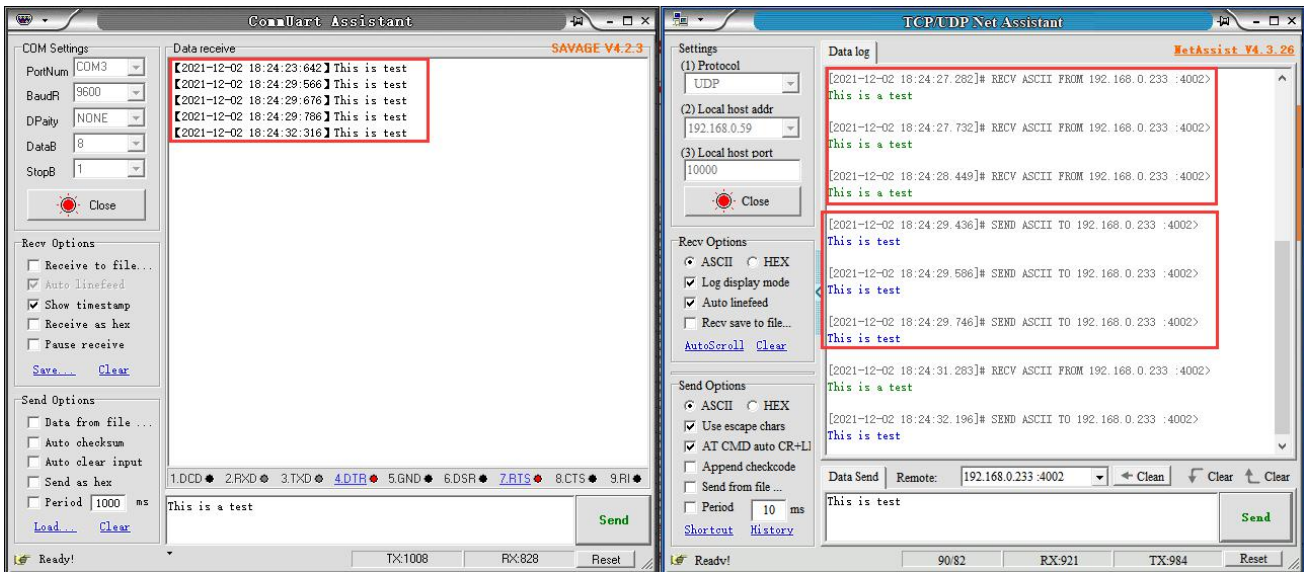 CommUart Assistant
COM Settings
PortNum COM3
BaudR 9600
DPaity NONE
DataB 8
StopB 1
Close
Recv Options
Receive to file...
Auto linefeed
Show timestamp
Receive as hex
Pause receive
Save... Clear
Send Options
Data from file ...
Auto checksum
Auto clear input
Send as hex
Period 1000 ms
Load... Clear
Data receive SAVAGE V4.2.3
【2021-12-02 18:24:23:642】This is test
【2021-12-02 18:24:29:566】This is test
【2021-12-02 18:24:29:676】This is test
【2021-12-02 18:24:29:786】This is test
【2021-12-02 18:24:32:316】This is test
1.DCD 2.RXD 3.TXD 4.DTR 5.GND 6.DSR 7.RTS 8.CTS 9.RI
This is a test
Send
Ready! TX:1008 RX:828 Reset
TCP/UDP Net Assistant
Settings
(1) Protocol
UDP
(2) Local host addr
192.168.0.59
(3) Local host port
10000
Close
Recv Options
ASCII HEX
Log display mode
Auto linefeed
Recv save to file...
AutoScroll Clear
Send Options
ASCII HEX
Use escape chars
AT CMD auto CR+LF
Append checkcode
Send from file ...
Period 10 ms
Shortcut History
Data log NetAssist V4.3.26
[2021-12-02 18:24:27.282]# RECV ASCII FROM 192.168.0.233 :4002>
This is a test
[2021-12-02 18:24:27.732]# RECV ASCII FROM 192.168.0.233 :4002>
This is a test
[2021-12-02 18:24:28.449]# RECV ASCII FROM 192.168.0.233 :4002>
This is a test
[2021-12-02 18:24:29.436]# SEND ASCII TO 192.168.0.233 :4002>
This is test
[2021-12-02 18:24:29.586]# SEND ASCII TO 192.168.0.233 :4002>
This is test
[2021-12-02 18:24:29.746]# SEND ASCII TO 192.168.0.233 :4002>
This is test
[2021-12-02 18:24:31.283]# RECV ASCII FROM 192.168.0.233 :4002>
This is a test
[2021-12-02 18:24:32.196]# SEND ASCII TO 192.168.0.233 :4002>
This is test
Data Send Remote: 192.168.0.233 :4002 Clean Clear Clear
This is test
Send
Ready! 90/82 RX:921 TX:984 Reset